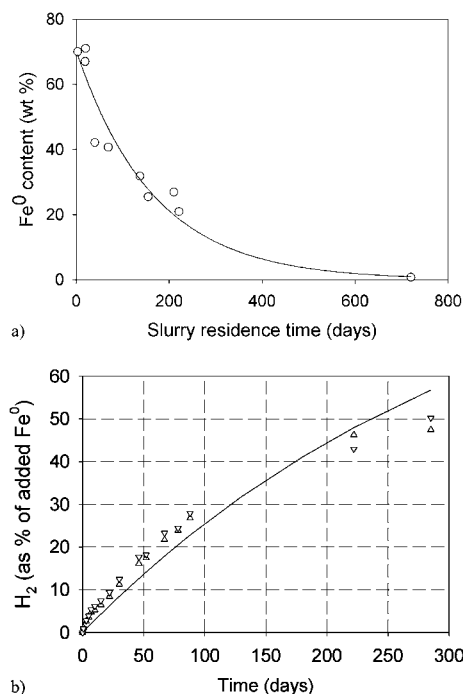 80
60
40
20
0
Fe⁰ content (wt %)
0 200 400 600 800
Slurry residence time (days)
a)
60
50
40
30
20
10
0
H₂ (as % of added Fe⁰)
0 50 100 150 200 250 300
Time (days)
b)